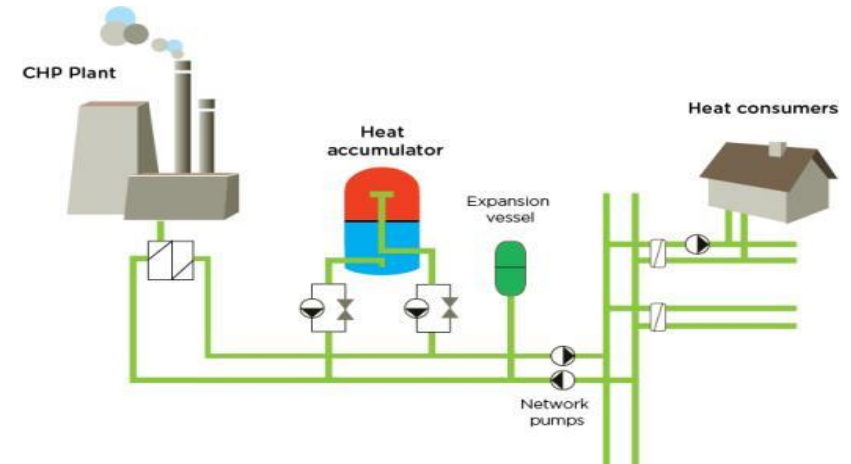 CHP Plant
Heat
accumulator
Expansion
vessel
Heat consumers
Network
pumps